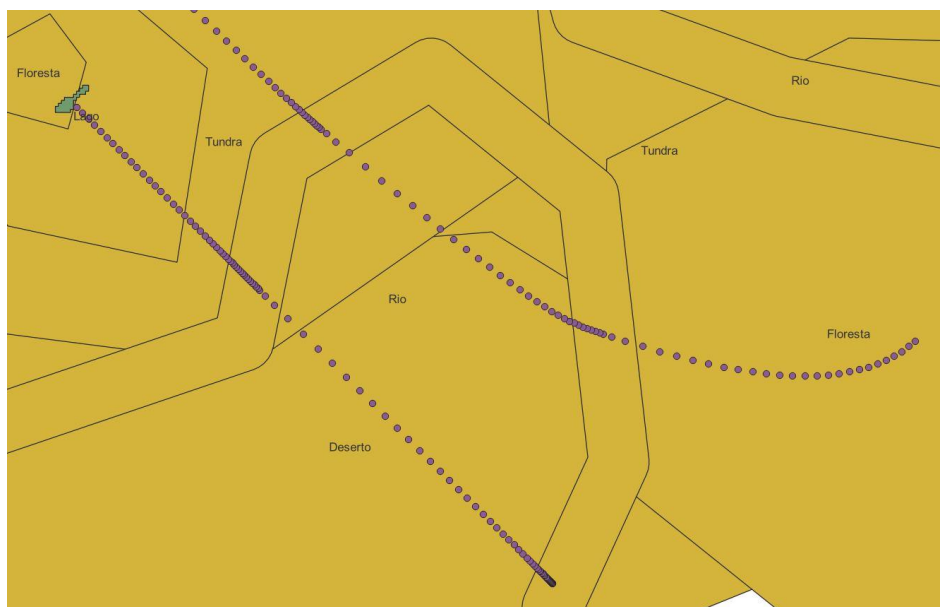 Floresta
Rio
Lago
Tundra
Tundra
Rio
Floresta
Deserto